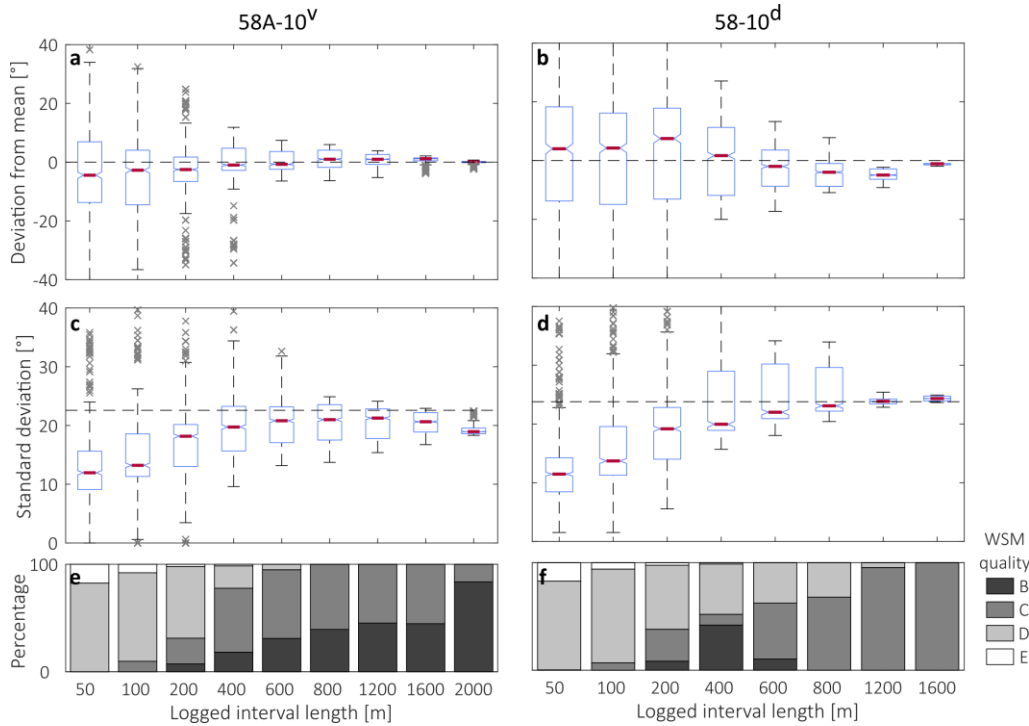 58A-10^v
58-10^d
Deviation from mean [°]
40
20
0
-20
-40
a
b
Standard deviation [°]
40
30
20
10
0
c
d
Percentage
100
0
e
f
WSM
quality
B
C
D
E
50 100 200 400 600 800 1200 1600 2000
50 100 200 400 600 800 1200 1600
Logged interval length [m]
Logged interval length [m]